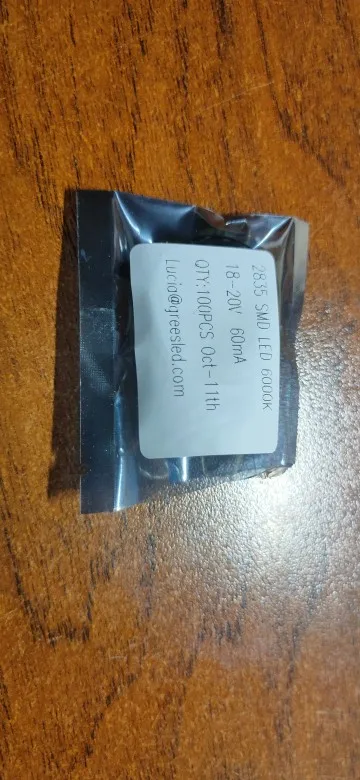 2835 SMD LED 6000K
18-20V 60mA
QTY:100PCS Oct-11th
Lucia@greesled.com